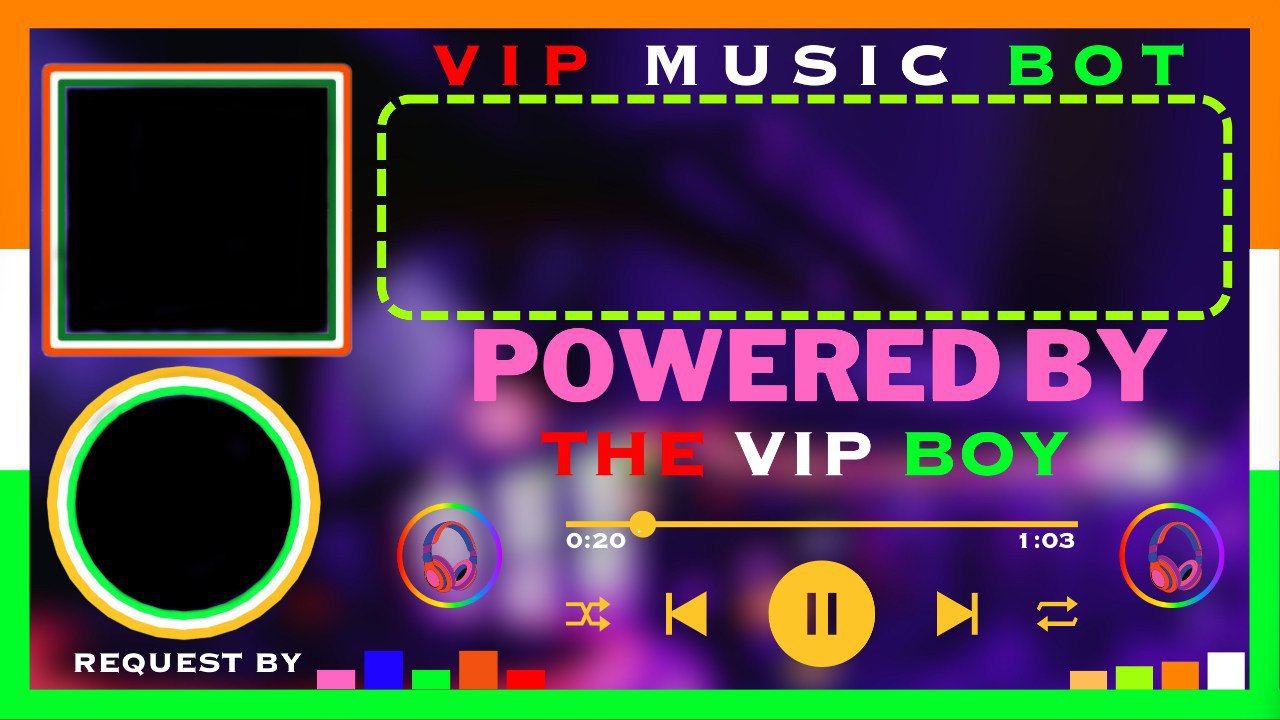 VIP MUSIC BOT
POWERED BY
THE VIP BOY
0:20 1:03
REQUEST BY